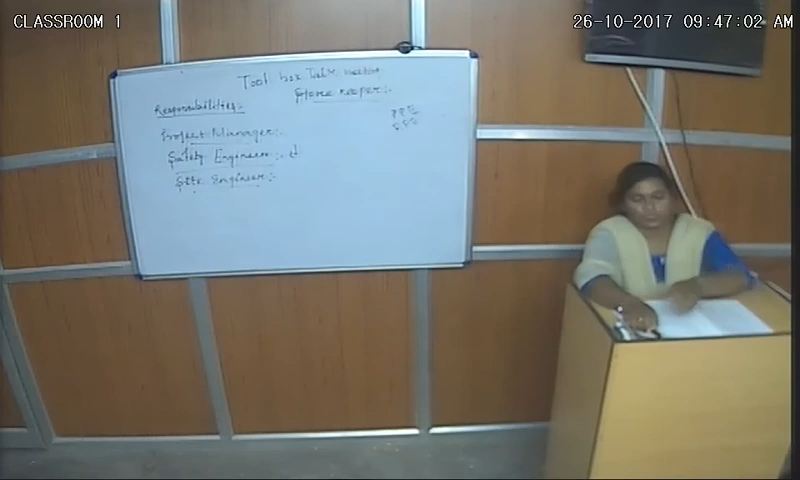 CLASSROOM 1
26-10-2017 09:47:02 AM
Tool box Talk meeting
Store keeper:-
Responsibilities:-
PPE
Project Manager:-
Safety Engineer:-
Site Engineer:-